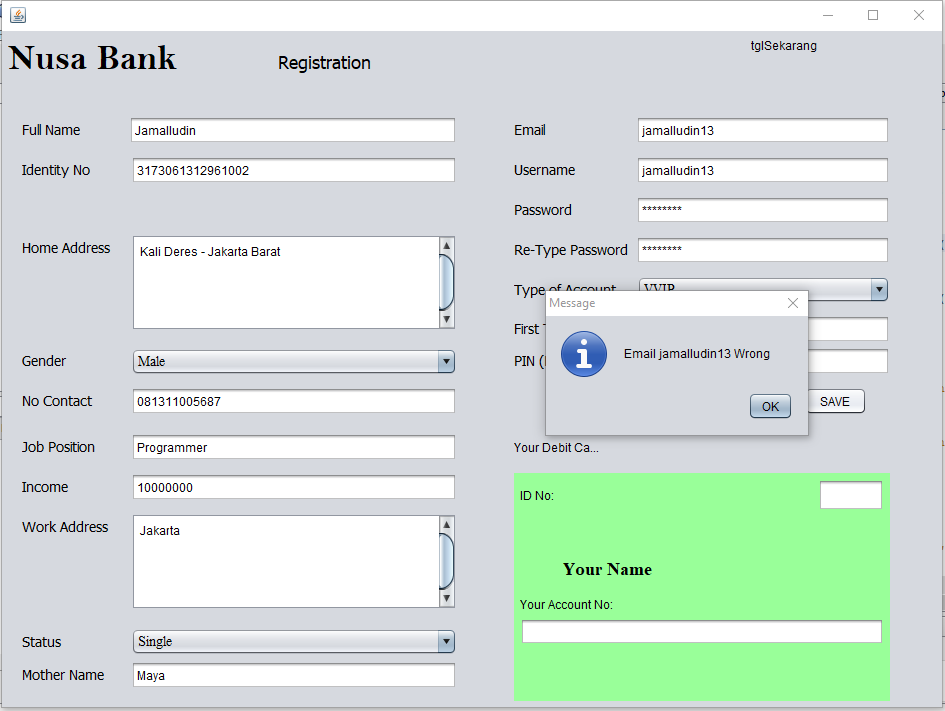 Nusa Bank
Registration
tglSekarang
Full Name
Jamalludin
Identity No
3173061312961002
Home Address
Kali Deres - Jakarta Barat
Gender
Male
No Contact
081311005687
Job Position
Programmer
Income
10000000
Work Address
Jakarta
Status
Single
Mother Name
Maya
Email
jamalludin13
Username
jamalludin13
Password
********
Re-Type Password
********
Type of Account
VVIP
First
PIN
Message
Email jamalludin13 Wrong
OK
SAVE
Your Debit Ca...
ID No:
Your Name
Your Account No: